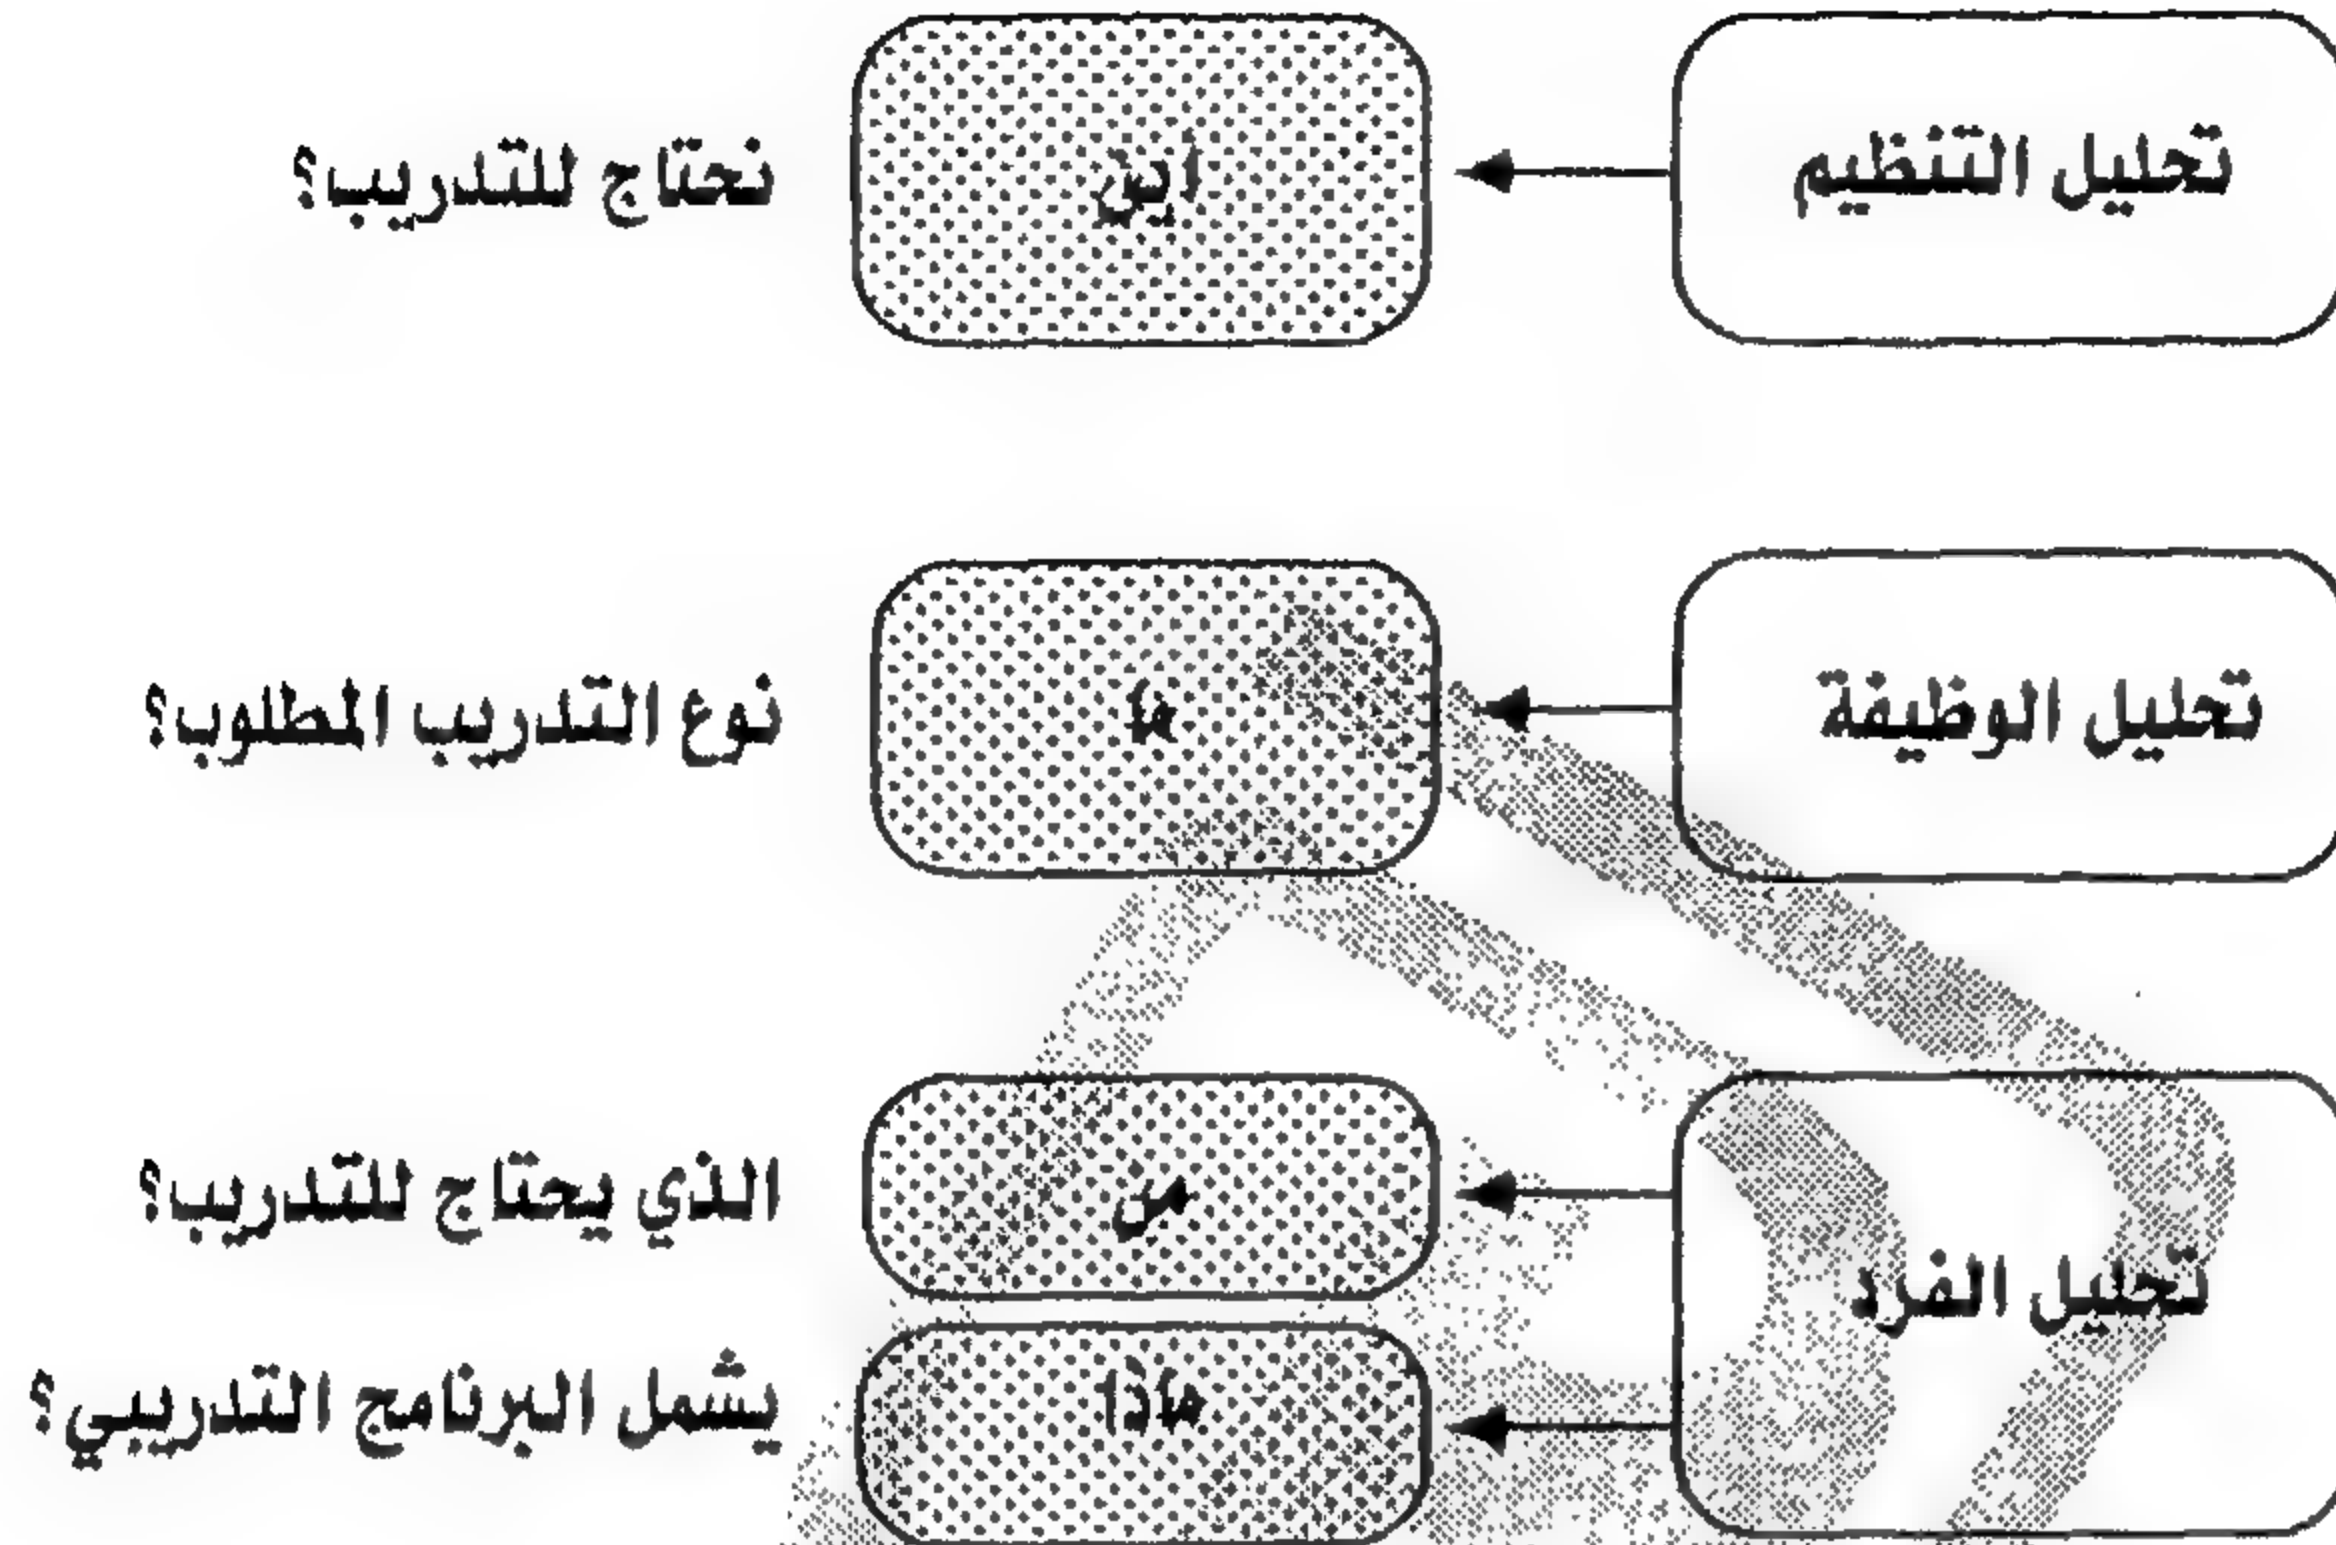 تحليل التنظيم
اين
نحتاج للتدريب؟
تحليل الوظيفة
ما
نوع التدريب المطلوب؟
تحليل الفرد
من
الذي يحتاج للتدريب؟
ماذا
يشمل البرنامج التدريبي؟